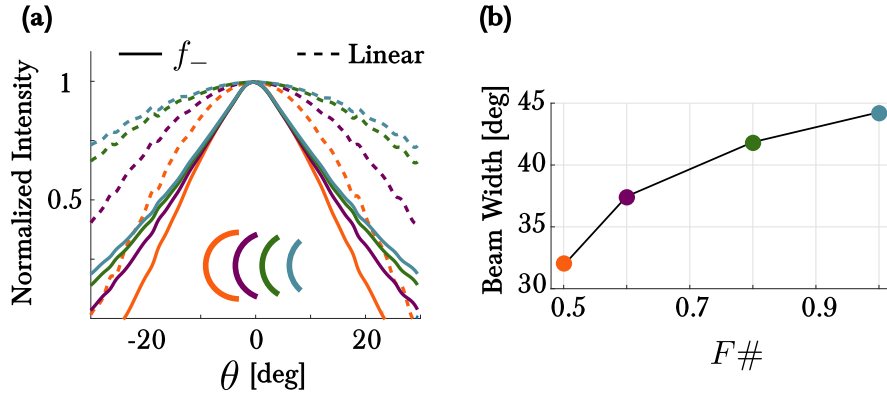 (a)
f_
Linear
Normalized Intensity
1
0.5
-20
0
20
θ [deg]
(b)
Beam Width [deg]
45
40
35
30
0.5
0.7
0.9
F#